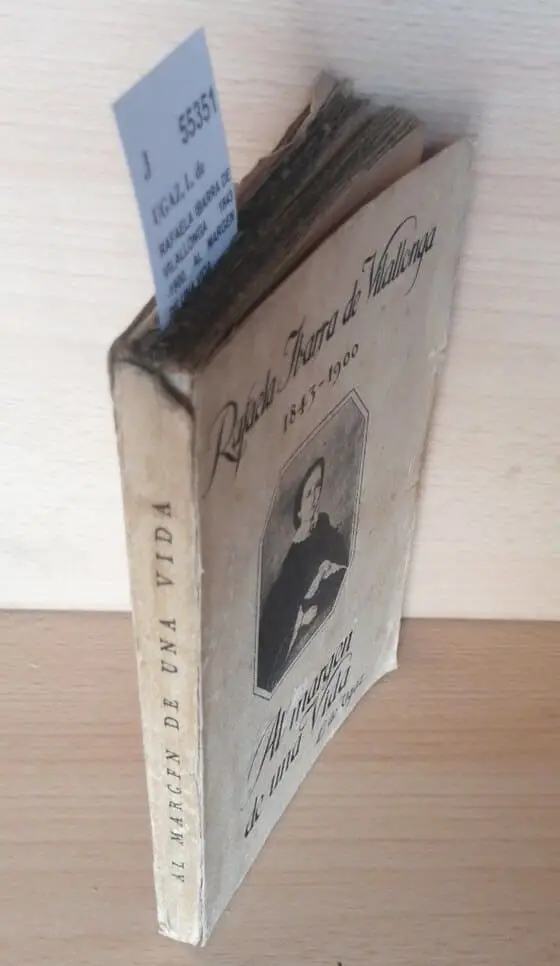 J 55351
UGAZ, I. de
RAFAELA IBARRA DE
VILALLONGA 1843
1900. AL MARGEN
Rafaela Ibarra de Vilallonga
1843-1900
Al margen
de una Vida
AL MARGEN DE UNA VIDA